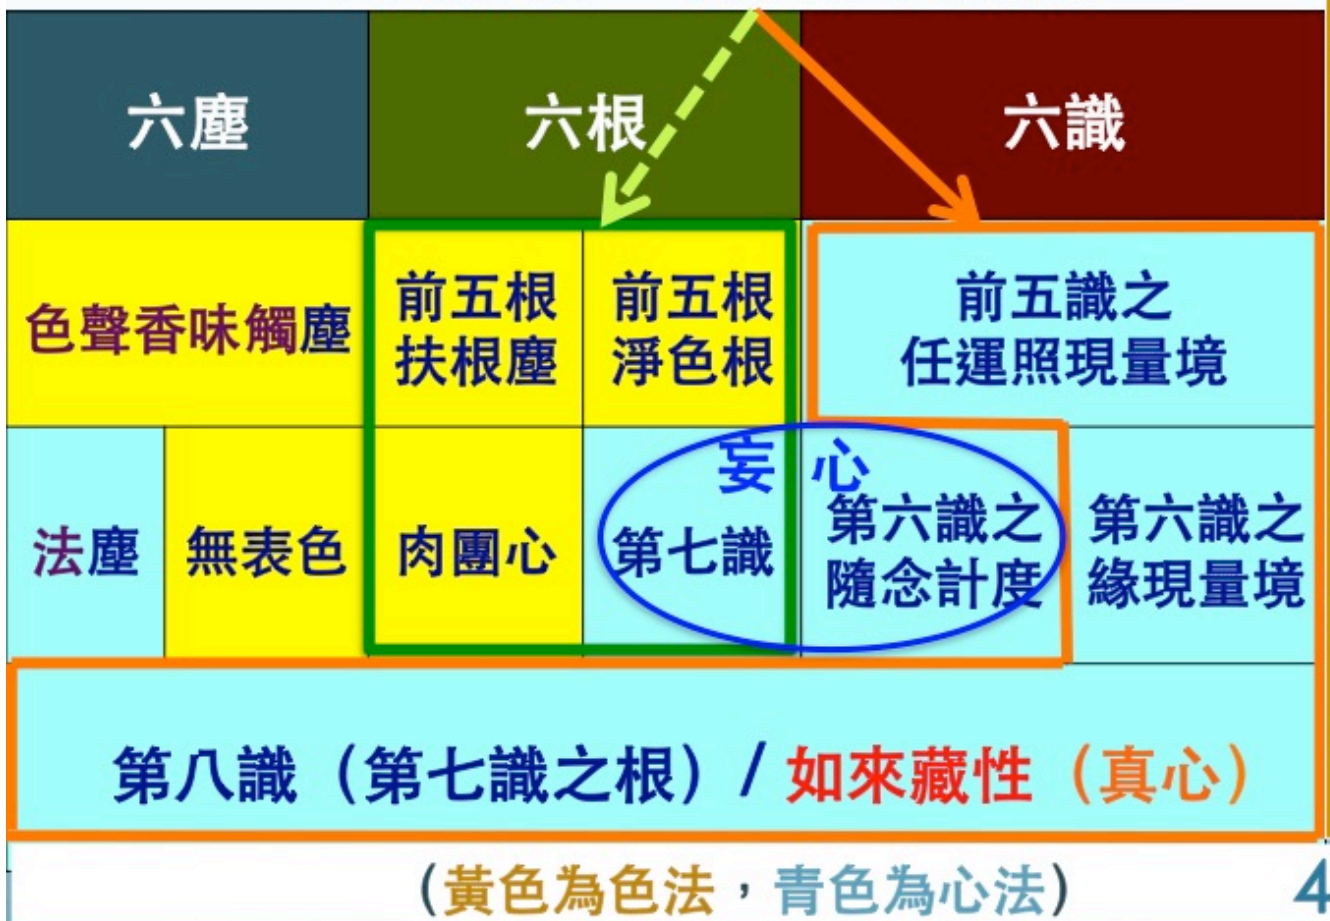 六塵
六根
六識
色聲香味觸塵
前五根
扶根塵
前五根
淨色根
前五識之
任運照現量境
法塵
無表色
肉團心
妄心
第七識
第六識之
隨念計度
第六識之
緣現量境
第八識（第七識之根）/ 如來藏性（真心）
（黃色為色法，青色為心法）
4